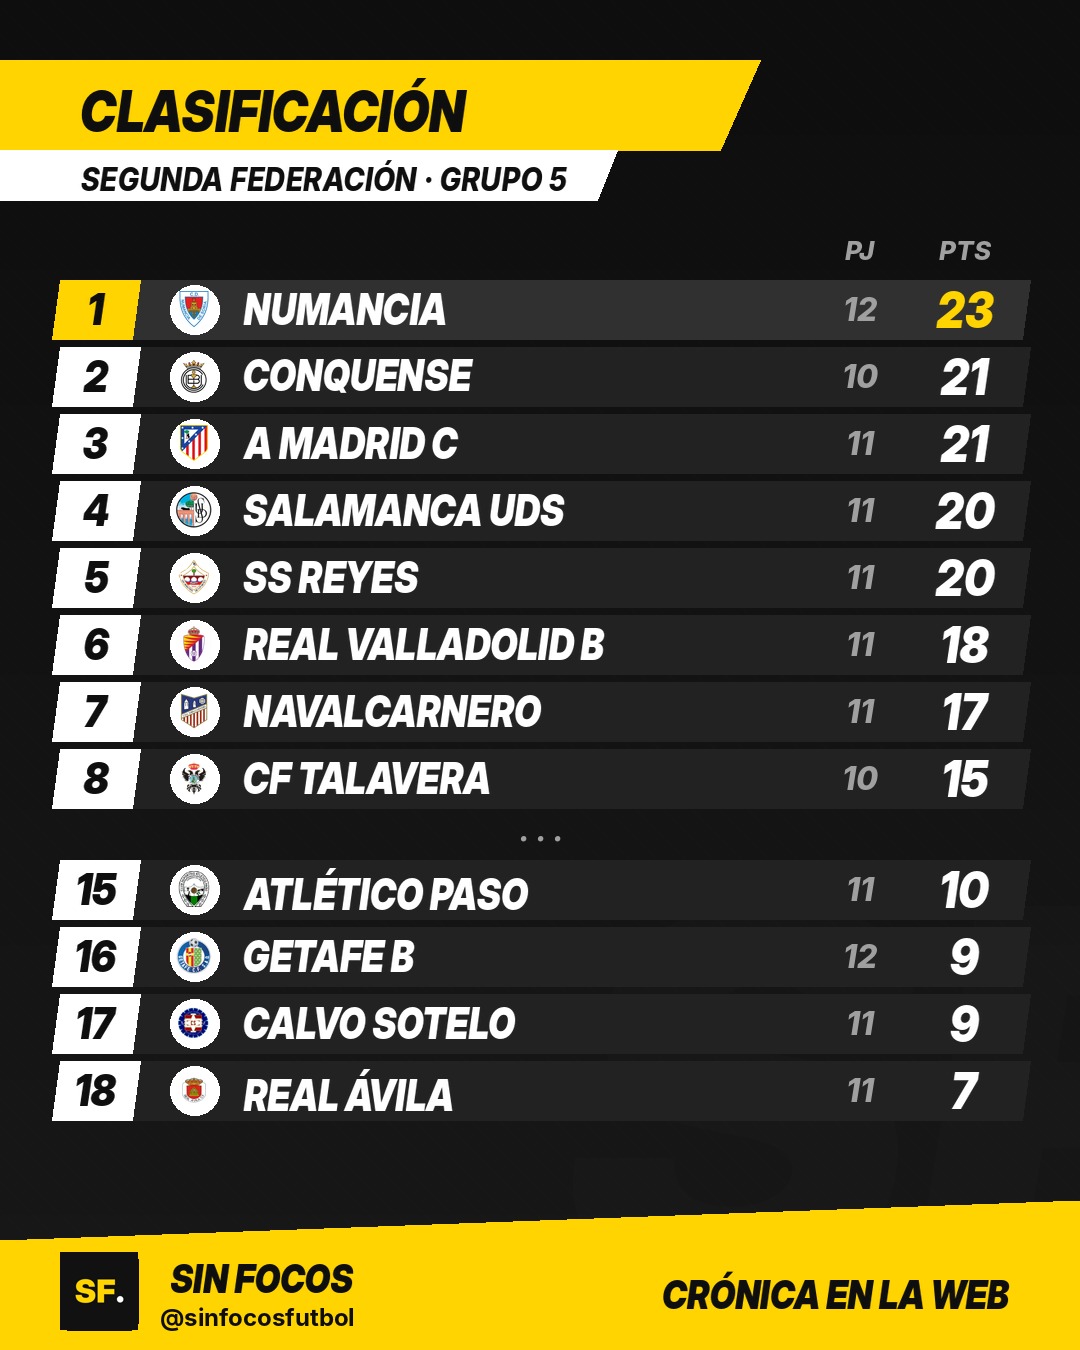 CLASIFICACIÓN
SEGUNDA FEDERACIÓN · GRUPO 5
PJ PTS
1 NUMANCIA 12 23
2 CONQUENSE 10 21
3 A MADRID C 11 21
4 SALAMANCA UDS 11 20
5 SS REYES 11 20
6 REAL VALLADOLID B 11 18
7 NAVALCARNERO 11 17
8 CF TALAVERA 10 15
...
15 ATLÉTICO PASO 11 10
16 GETAFE B 12 9
17 CALVO SOTELO 11 9
18 REAL ÁVILA 11 7
SF. SIN FOCOS
@sinfocosfutbol
CRÓNICA EN LA WEB